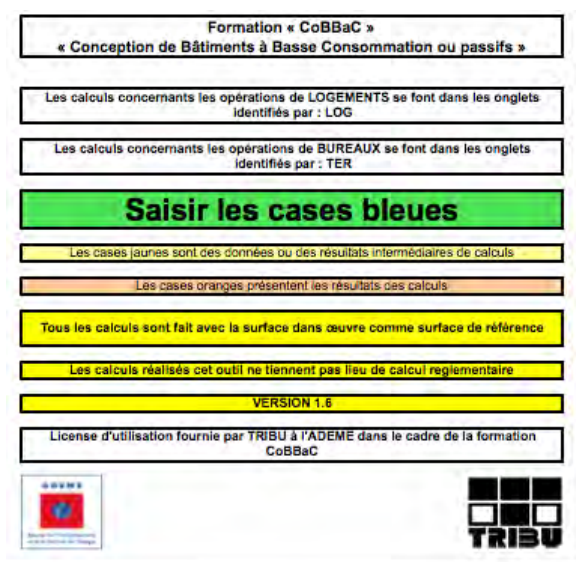 Formation « CoBBaC »
« Conception de Bâtiments à Basse Consommation ou passifs »
Les calculs concernants les opérations de LOGEMENTS se font dans les onglets
identifiés par : LOG
Les calculs concernants les opérations de BUREAUX se font dans les onglets
identifiés par : TER
Saisir les cases bleues
Les cases jaunes sont des données ou des résultats intermédiaires de calculs
Les cases oranges présentent les résultats des calculs
Tous les calculs sont fait avec la surface dans œuvre comme surface de référence
Les calculs réalisés cet outil ne tiennent pas lieu de calcul reglementaire
VERSION 1.6
License d'utilisation fournie par TRIBU à l'ADEME dans le cadre de la formation
CoBBaC
ADEME
TRIBU